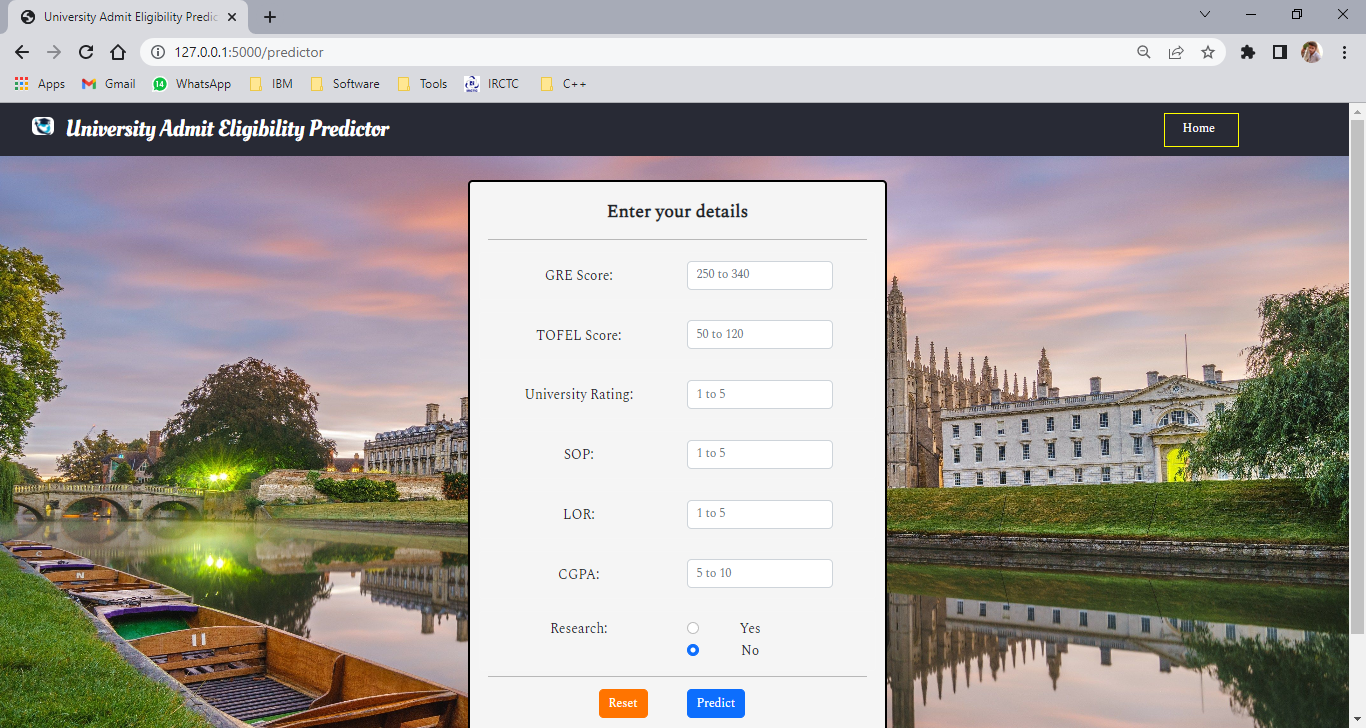 University Admit Eligibility Predic
127.0.0.1:5000/predictor
Apps Gmail 14 WhatsApp IBM Software Tools IRCTC C++
University Admit Eligibility Predictor
Home
Enter your details
GRE Score: 250 to 340
TOFEL Score: 50 to 120
University Rating: 1 to 5
SOP: 1 to 5
LOR: 1 to 5
CGPA: 5 to 10
Research: Yes
No
Reset Predict